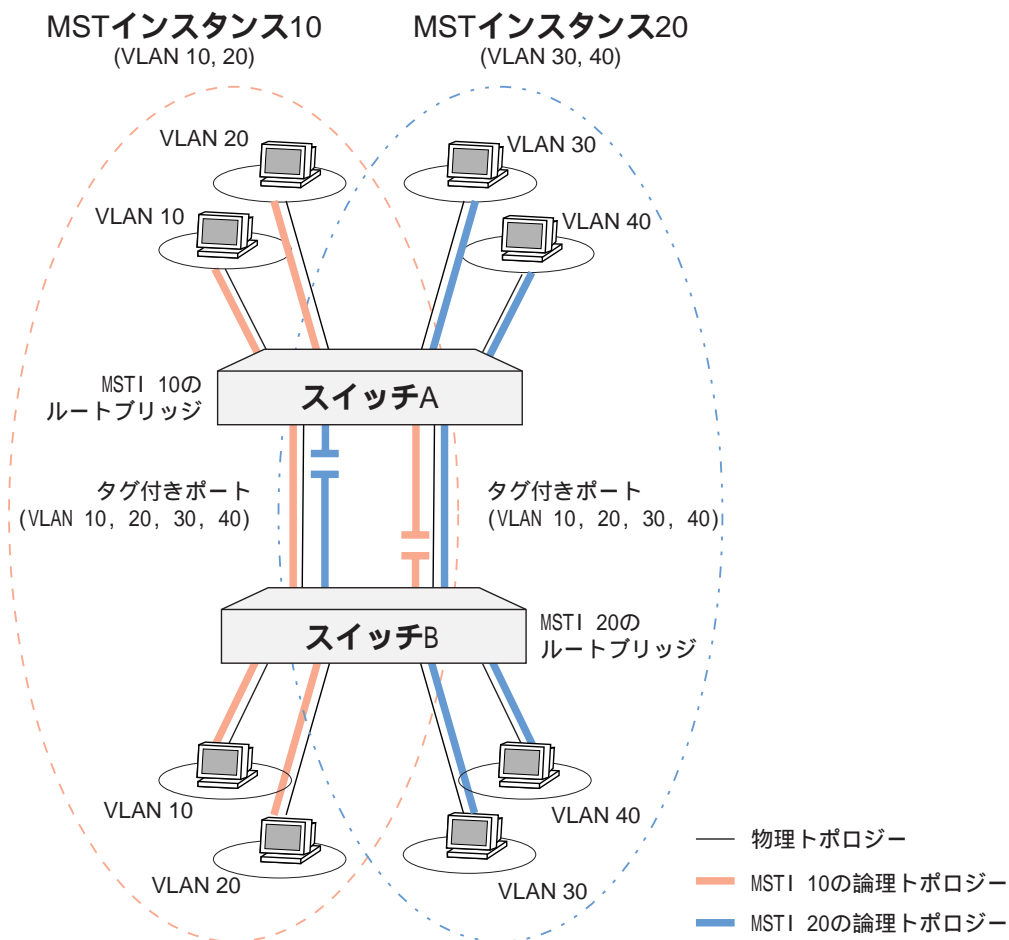 MSTインスタンス10
(VLAN 10, 20)
MSTインスタンス20
(VLAN 30, 40)
VLAN 20
VLAN 30
VLAN 10
VLAN 40
MSTI 10の
ルートブリッジ
スイッチA
タグ付きポート
(VLAN 10, 20, 30, 40)
タグ付きポート
(VLAN 10, 20, 30, 40)
スイッチB
MSTI 20の
ルートブリッジ
VLAN 10
VLAN 40
VLAN 20
VLAN 30
物理トポロジー
MSTI 10の論理トポロジー
MSTI 20の論理トポロジー